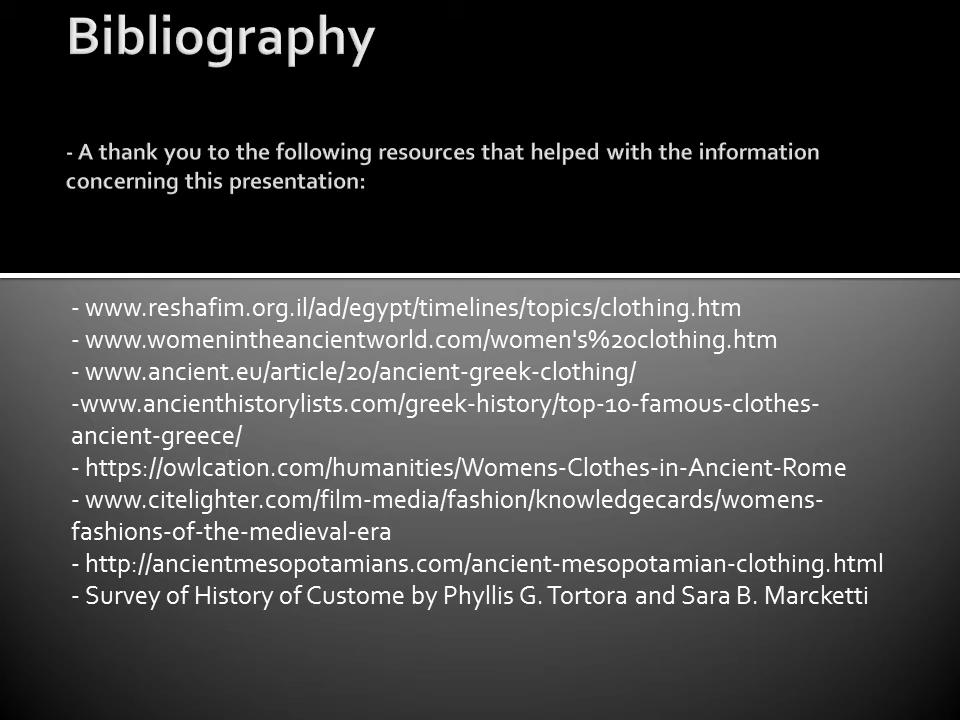 Bibliography
- A thank you to the following resources that helped with the information
concerning this presentation:
- www.reshafim.org.il/ad/egypt/timelines/topics/clothing.htm
- www.womenintheancientworld.com/women's%20clothing.htm
- www.ancient.eu/article/20/ancient-greek-clothing/
-www.ancienthistorylists.com/greek-history/top-10-famous-clothes-
ancient-greece/
- https://owlcation.com/humanities/Womens-Clothes-in-Ancient-Rome
- www.citelighter.com/film-media/fashion/knowledgecards/womens-
fashions-of-the-medieval-era
- http://ancientmesopotamians.com/ancient-mesopotamian-clothing.html
- Survey of History of Custome by Phyllis G. Tortora and Sara B. Marcketti